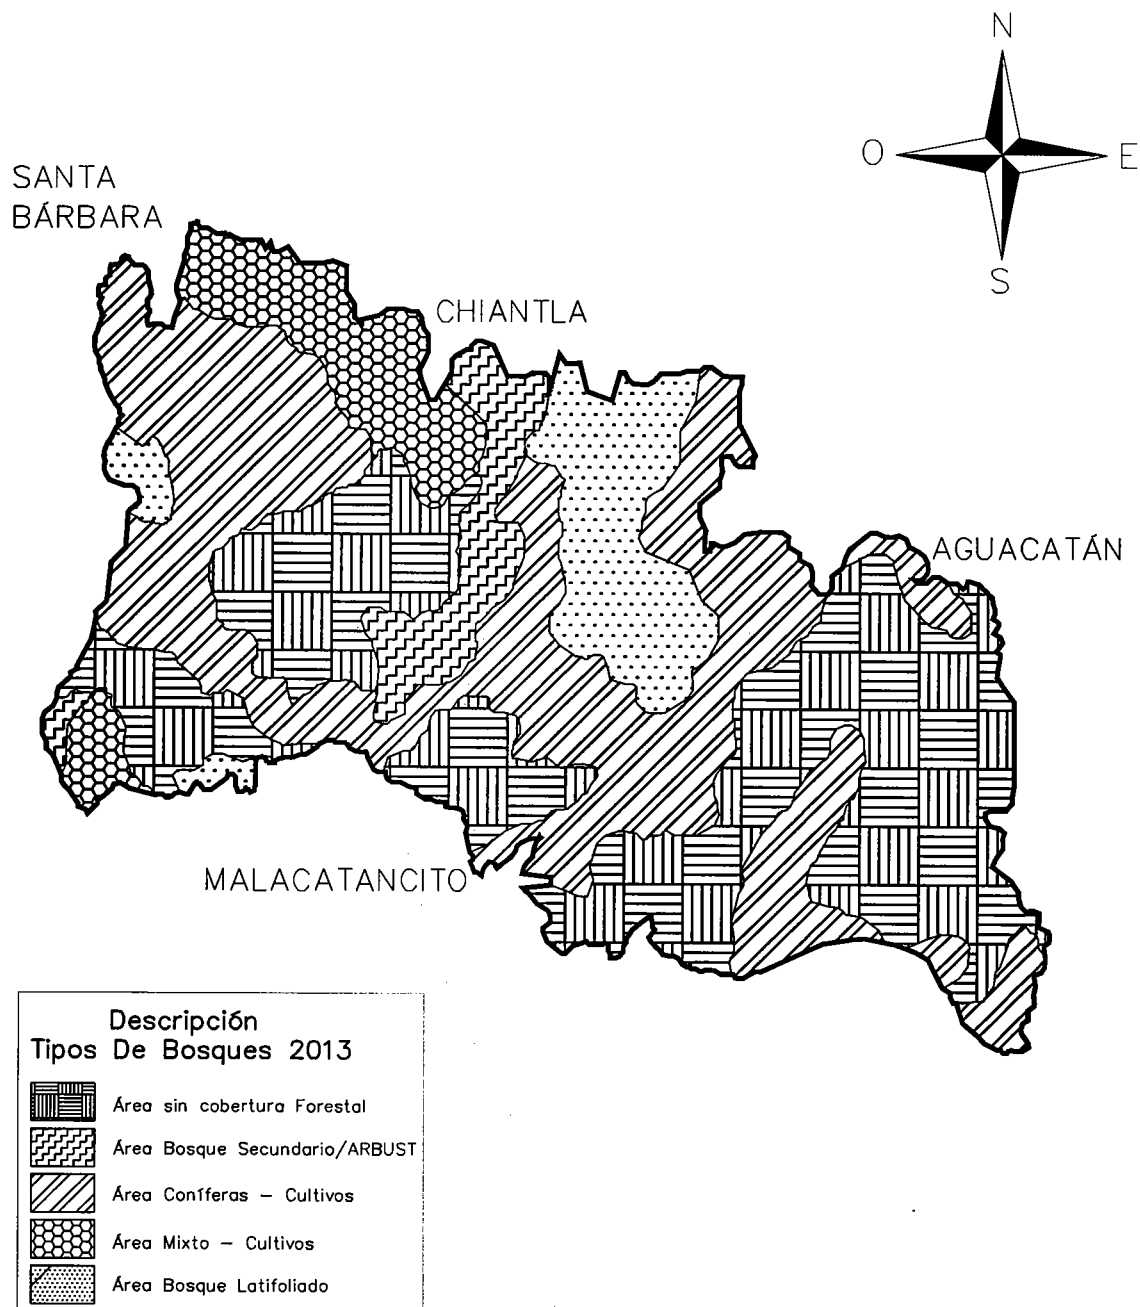 N
O
E
S
SANTA
BÁRBARA
CHIANTLA
AGUACATÁN
MALACATANCITO
Descripción
Tipos De Bosques 2013
Área sin cobertura Forestal
Área Bosque Secundario/ARBUST
Área Coníferas – Cultivos
Área Mixto – Cultivos
Área Bosque Latifoliado